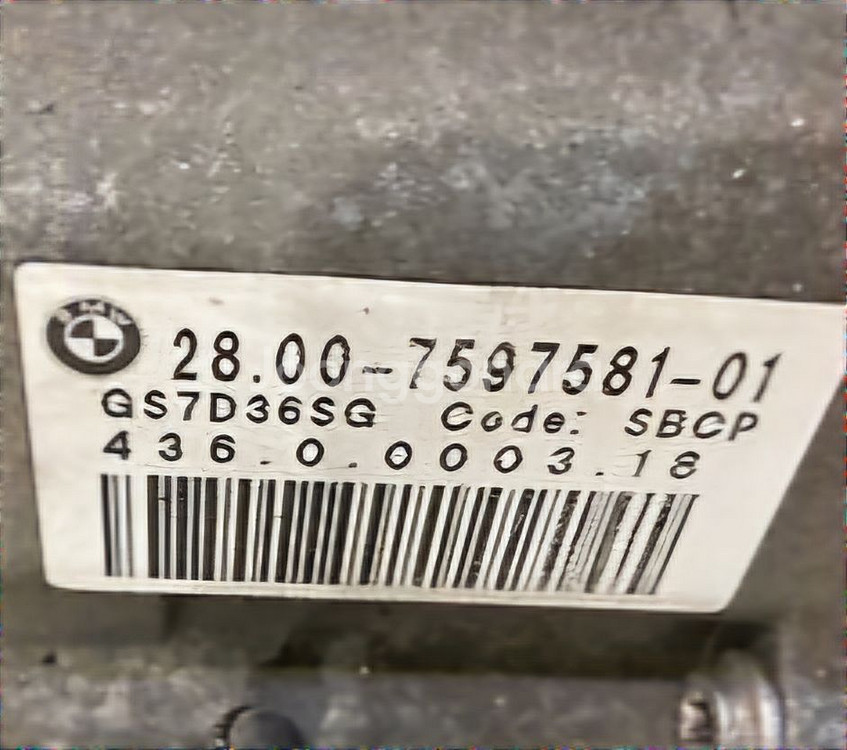 BMW
28.00-7597581-01
GS7D36SG Code: SBCP
436.0.0003.18